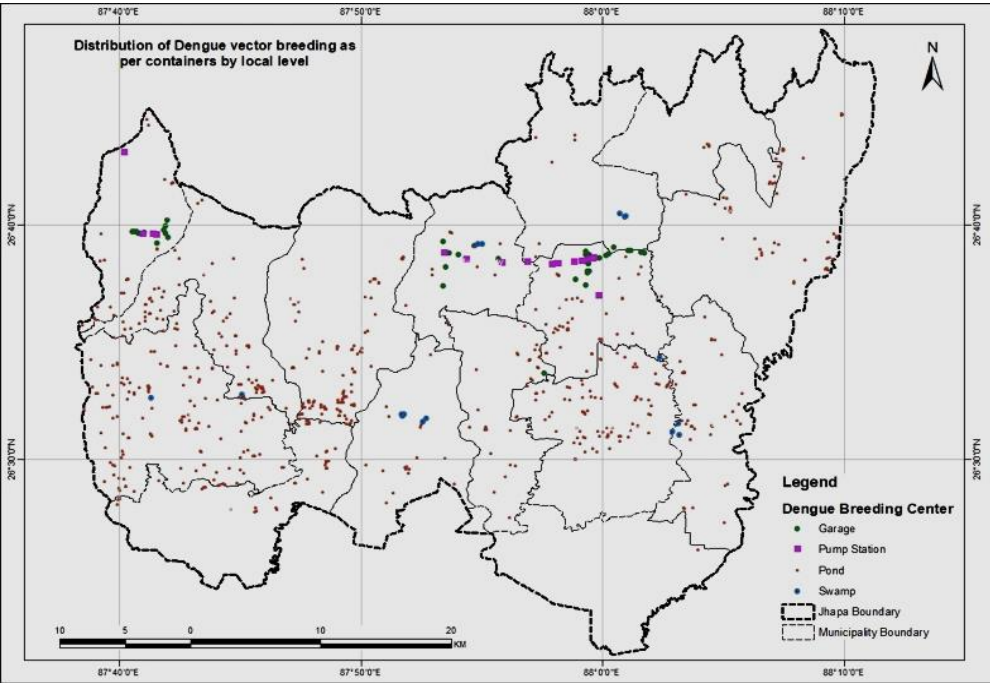 87°40'0"E
87°50'0"E
88°0'0"E
88°10'0"E
Distribution of Dengue vector breeding as
per containers by local level
N
26°40'0"N
26°40'0"N
26°30'0"N
26°30'0"N
Legend
Dengue Breeding Center
Garage
Pump Station
Pond
Swamp
Jhapa Boundary
Municipality Boundary
10 5 0 10 20
KM
87°40'0"E
87°50'0"E
88°0'0"E
88°10'0"E